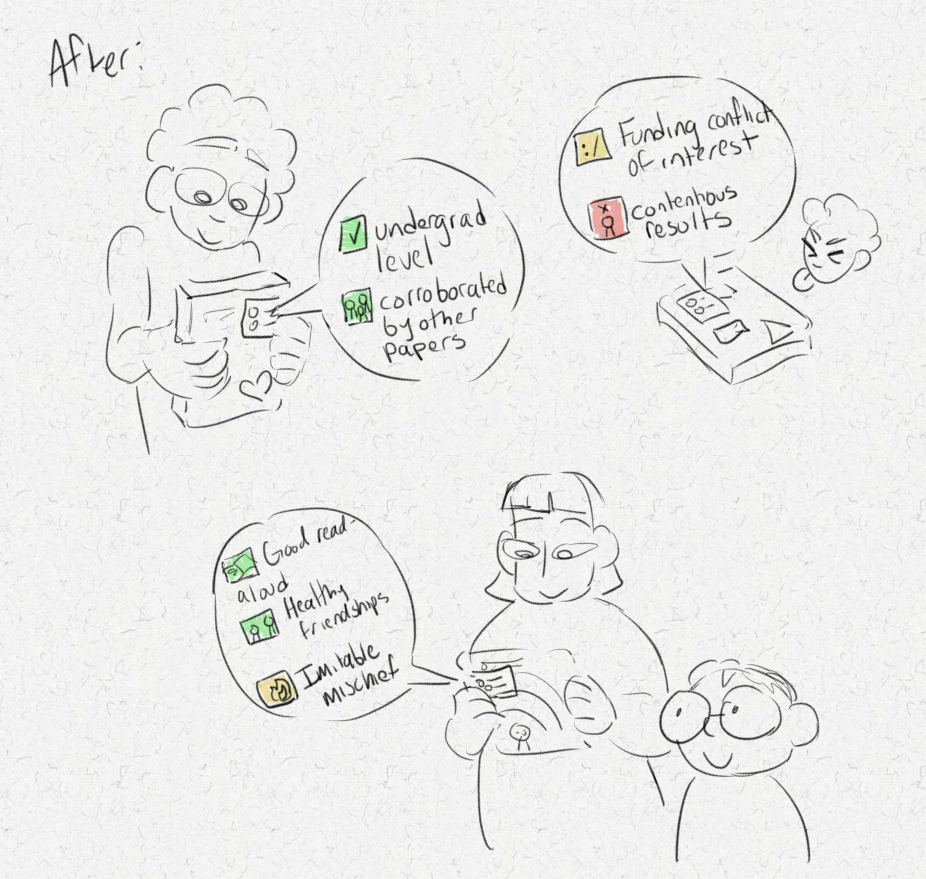 After:
undergrad
level
corroborated
by other
papers
:/ Funding conflict
of interest
contentious
results
Good read-
aloud
Healthy
friendships
Imitable
mischief